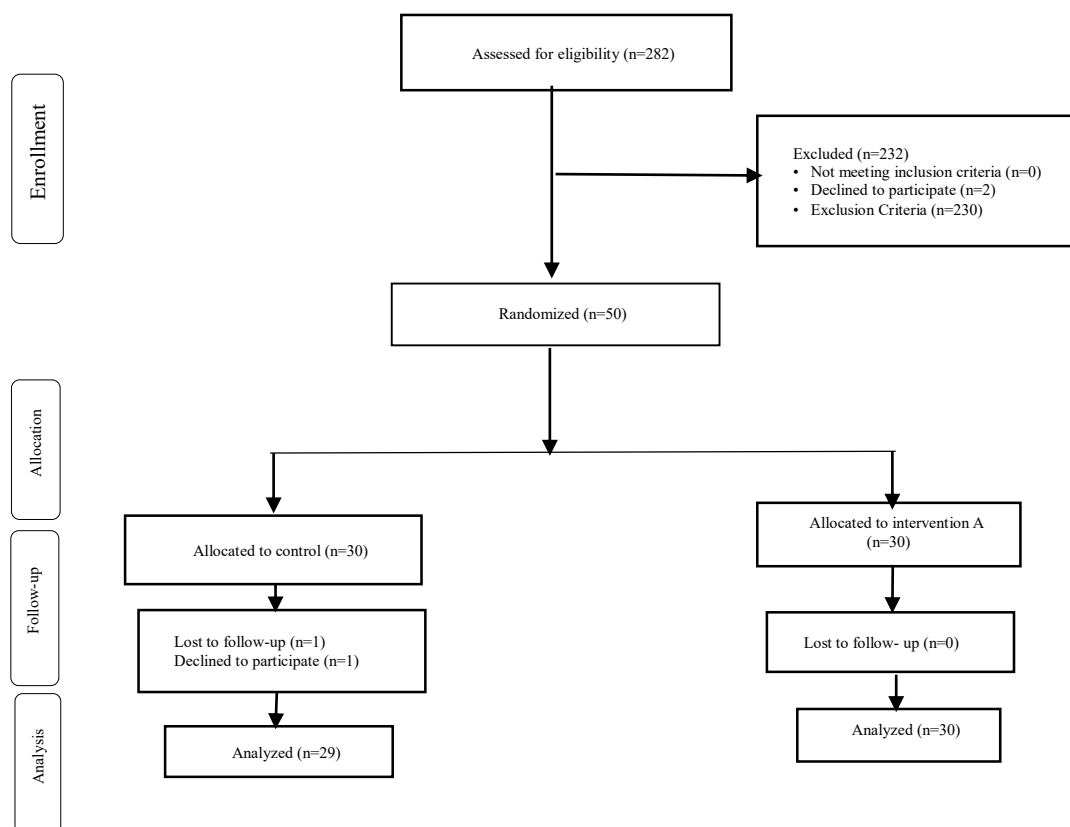 Assessed for eligibility (n=282)
Enrollment
Excluded (n=232)
• Not meeting inclusion criteria (n=0)
• Declined to participate (n=2)
• Exclusion Criteria (n=230)
Randomized (n=50)
Allocation
Allocated to control (n=30)
Allocated to intervention A
(n=30)
Follow-up
Lost to follow-up (n=1)
Declined to participate (n=1)
Lost to follow- up (n=0)
Analysis
Analyzed (n=29)
Analyzed (n=30)